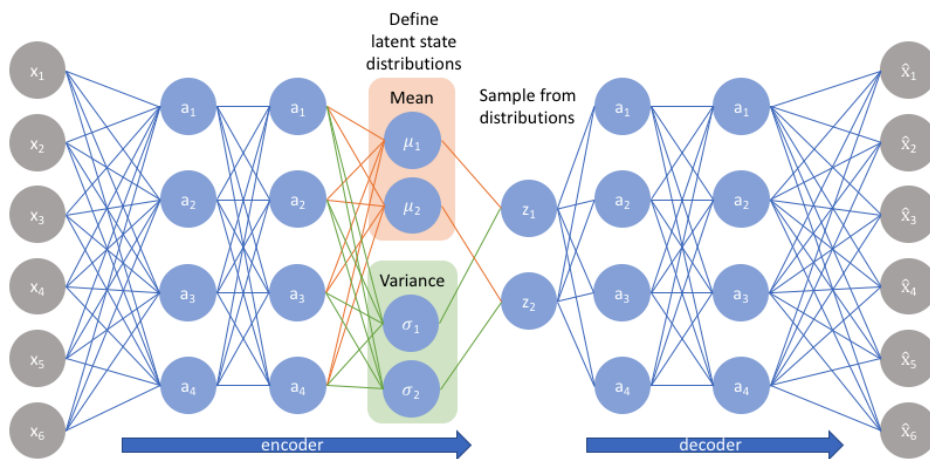 Define
latent state
distributions
Mean
Sample from
distributions
Variance
x₁
x₂
x₃
x₄
x₅
x₆
a₁
a₂
a₃
a₄
a₁
a₂
a₃
a₄
μ₁
μ₂
σ₁
σ₂
z₁
z₂
a₁
a₂
a₃
a₄
a₁
a₂
a₃
a₄
x̂₁
x̂₂
x̂₃
x̂₄
x̂₅
x̂₆
encoder
decoder